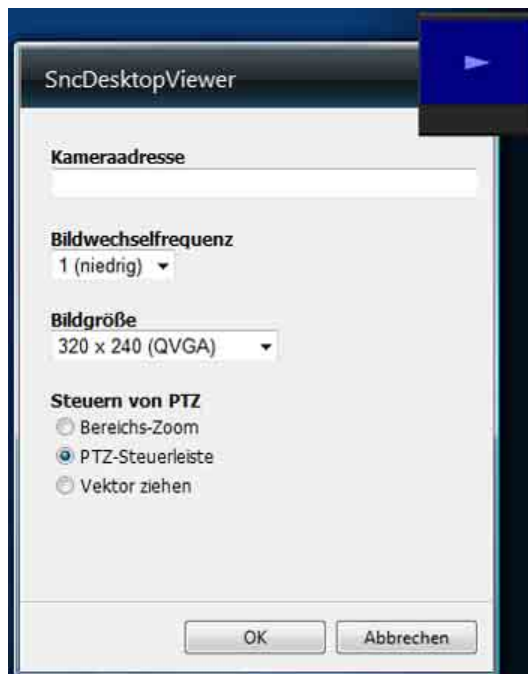 SncDesktopViewer
Kameraadresse
Bildwechselfrequenz
1 (niedrig)
Bildgröße
320 x 240 (QVGA)
Steuern von PTZ
Bereichs-Zoom
PTZ-Steuerleiste
Vektor ziehen
OK
Abbrechen